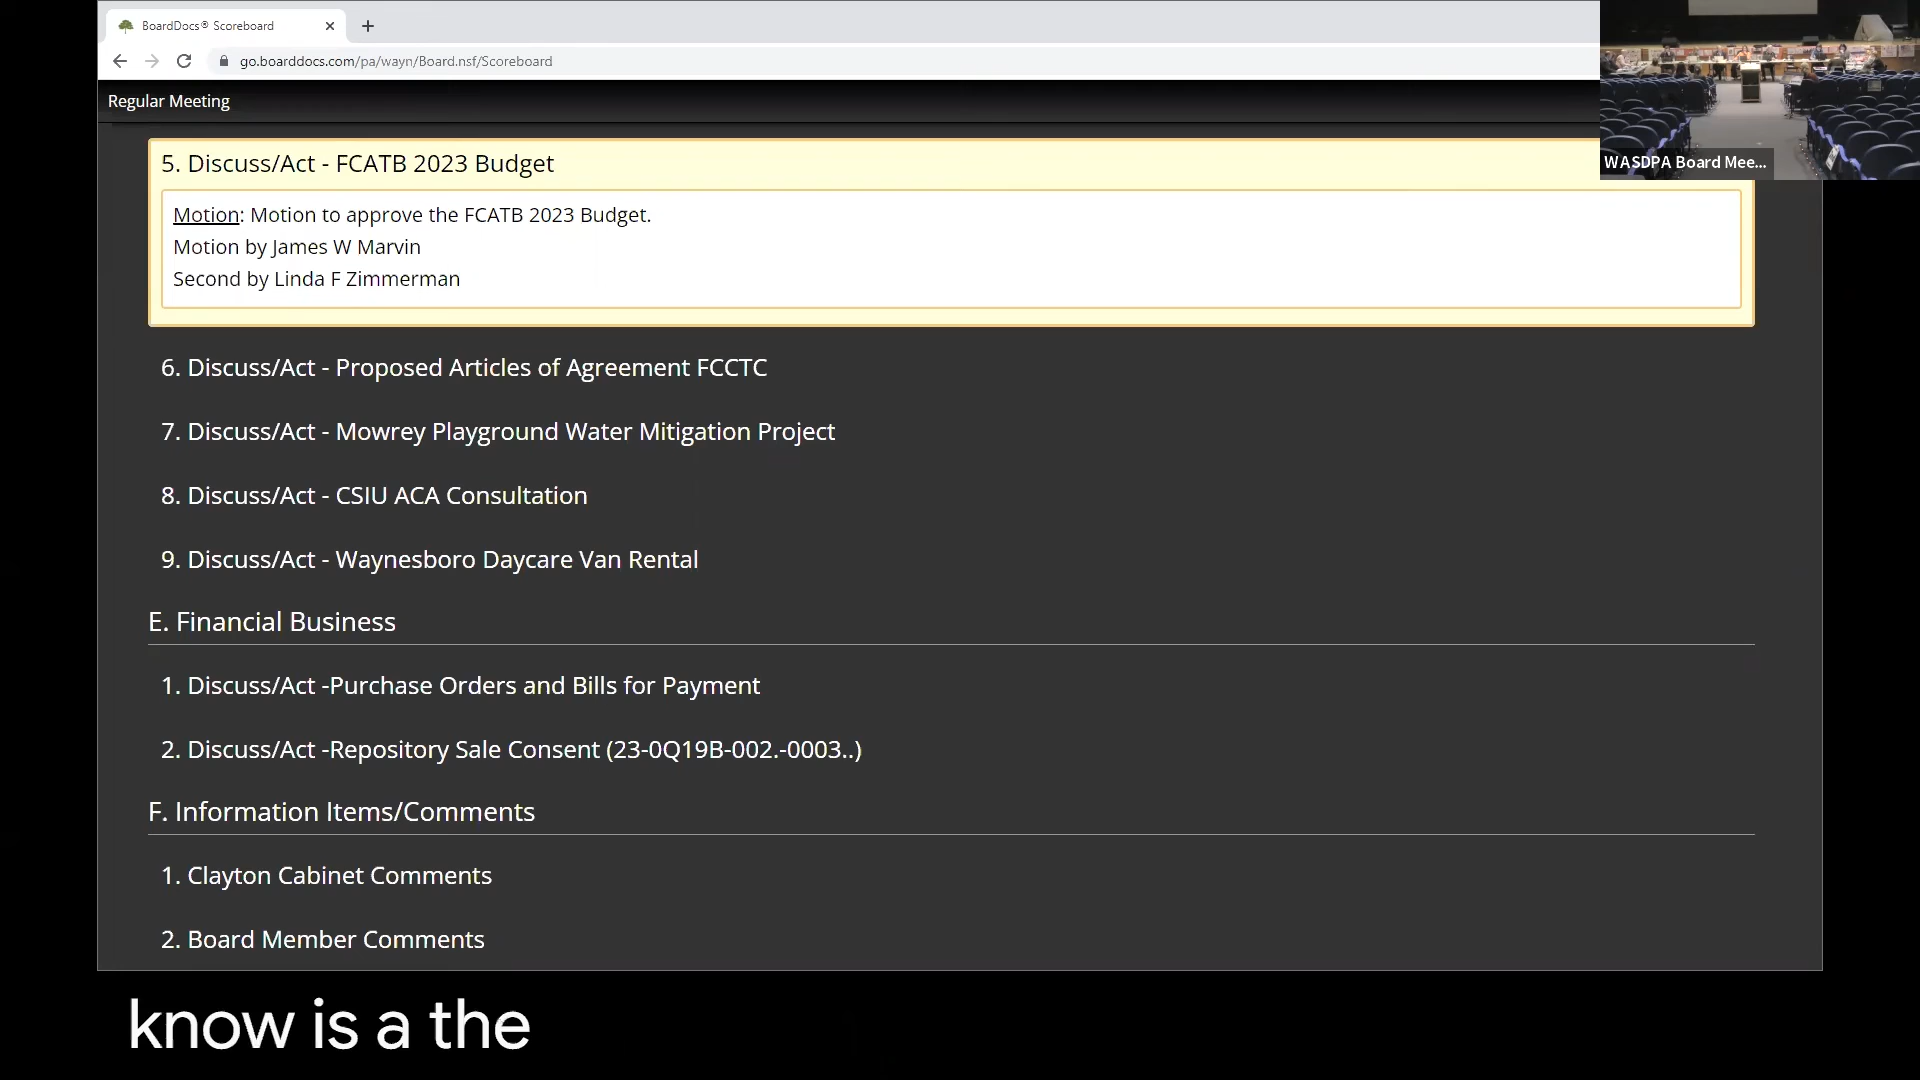 BoardDocs® Scoreboard
go.boarddocs.com/pa/wayn/Board.nsf/Scoreboard
Regular Meeting
WASDPA Board Mee...
5. Discuss/Act - FCATB 2023 Budget
Motion: Motion to approve the FCATB 2023 Budget.
Motion by James W Marvin
Second by Linda F Zimmerman
6. Discuss/Act - Proposed Articles of Agreement FCCTC
7. Discuss/Act - Mowrey Playground Water Mitigation Project
8. Discuss/Act - CSIU ACA Consultation
9. Discuss/Act - Waynesboro Daycare Van Rental
E. Financial Business
1. Discuss/Act -Purchase Orders and Bills for Payment
2. Discuss/Act -Repository Sale Consent (23-0Q19B-002.-0003..)
F. Information Items/Comments
1. Clayton Cabinet Comments
2. Board Member Comments
know is a the